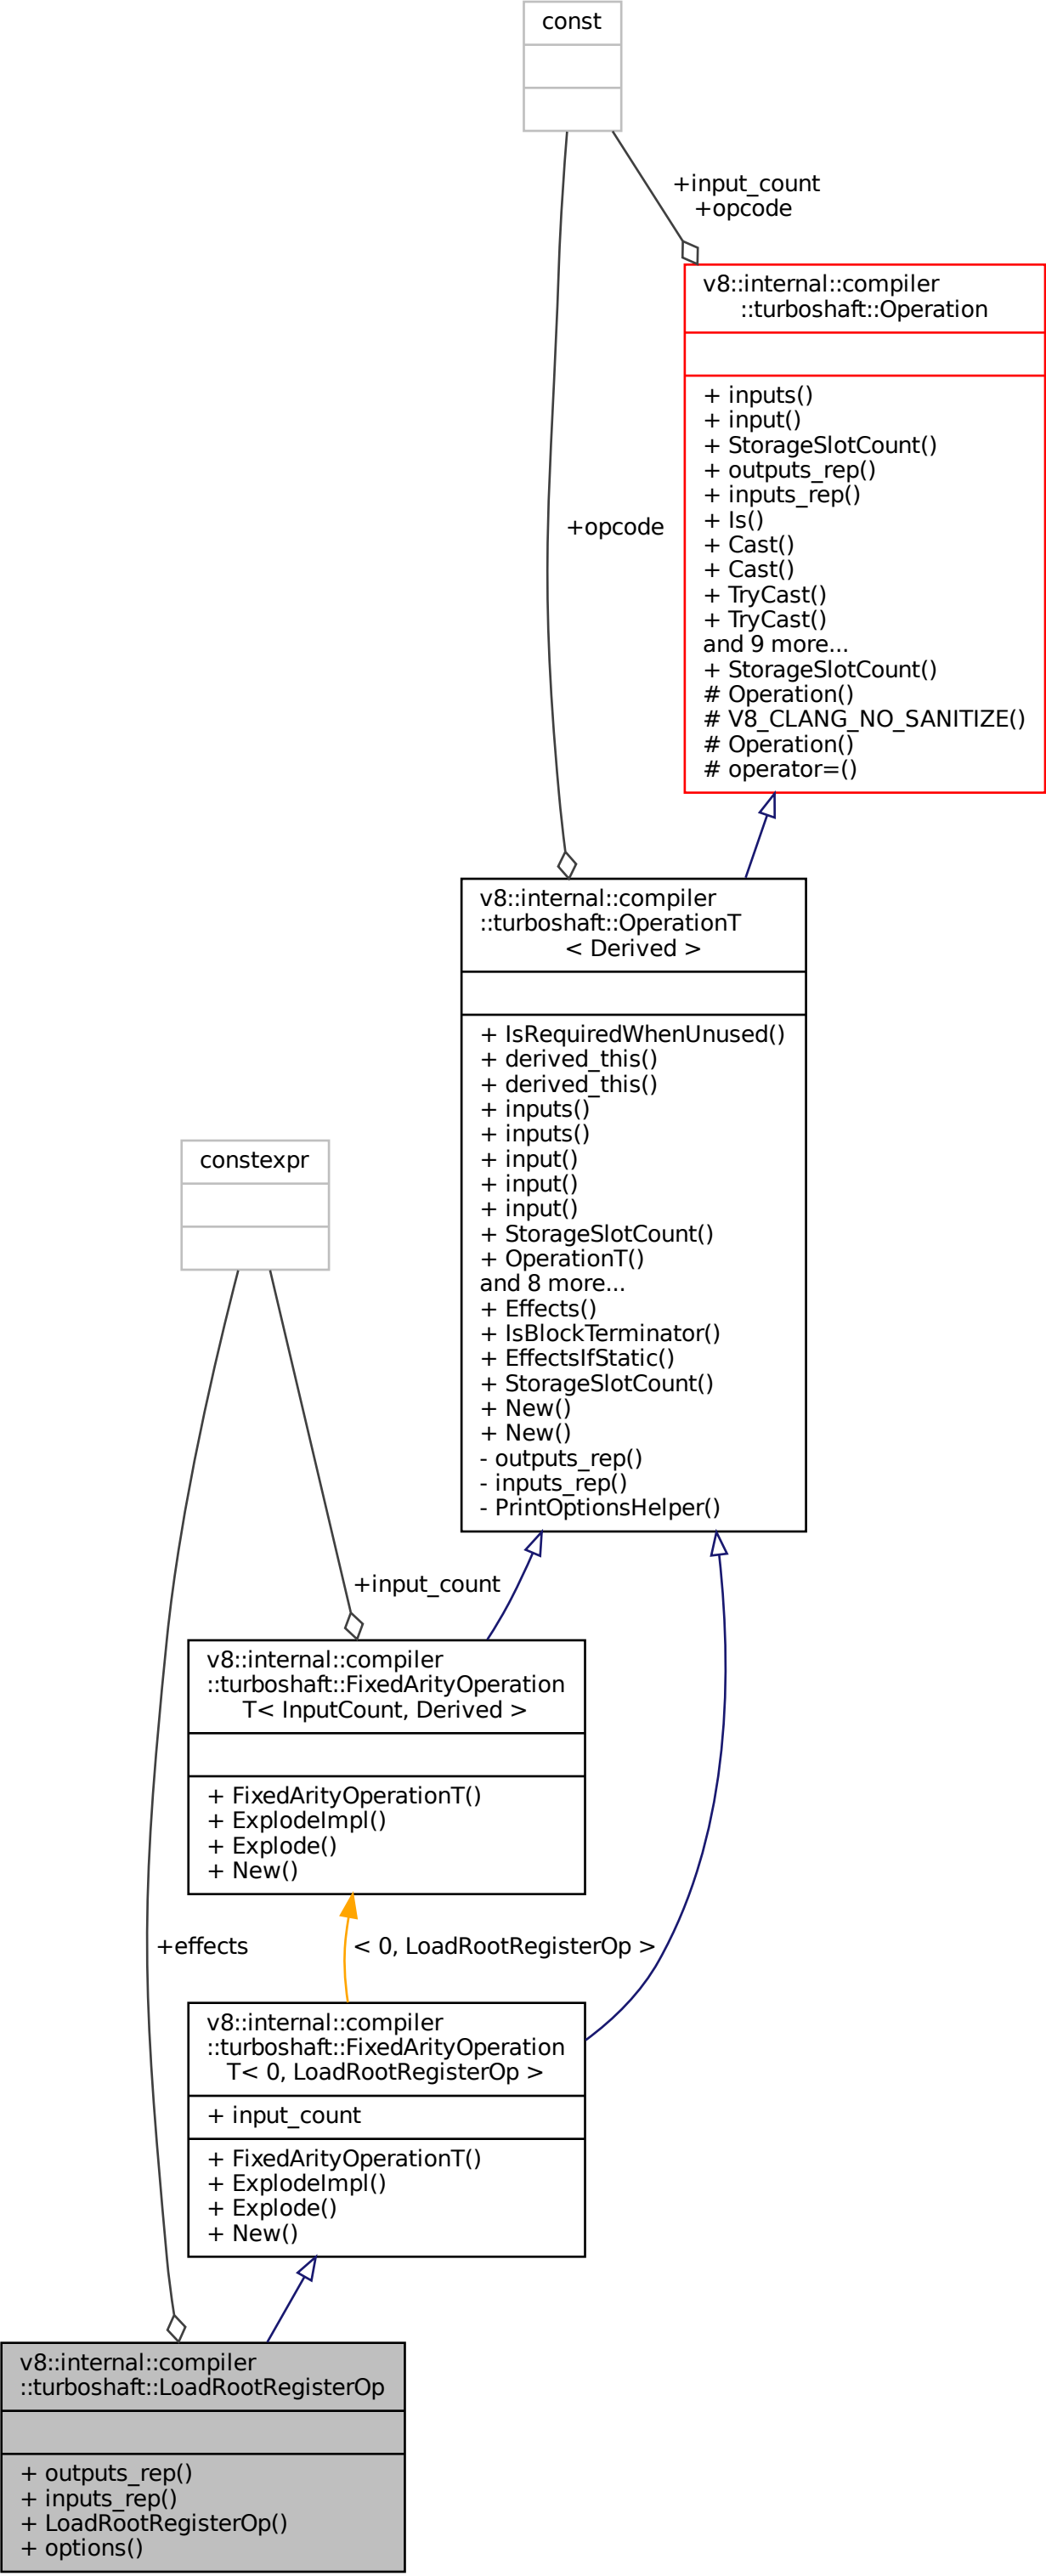 const
+input_count
+opcode
v8::internal::compiler
::turboshaft::Operation
+ inputs()
+ input()
+ StorageSlotCount()
+ outputs_rep()
+ inputs_rep()
+ Is()
+ Cast()
+ Cast()
+ TryCast()
+ TryCast()
and 9 more...
+ StorageSlotCount()
# Operation()
# V8_CLANG_NO_SANITIZE()
# Operation()
# operator=()
+opcode
v8::internal::compiler
::turboshaft::OperationT
< Derived >
+ IsRequiredWhenUnused()
+ derived_this()
+ derived_this()
+ inputs()
+ inputs()
+ input()
+ input()
+ input()
+ StorageSlotCount()
+ OperationT()
and 8 more...
+ Effects()
+ IsBlockTerminator()
+ EffectsIfStatic()
+ StorageSlotCount()
+ New()
+ New()
- outputs_rep()
- inputs_rep()
- PrintOptionsHelper()
constexpr
+input_count
v8::internal::compiler
::turboshaft::FixedArityOperation
T< InputCount, Derived >
+ FixedArityOperationT()
+ ExplodeImpl()
+ Explode()
+ New()
+effects
< 0, LoadRootRegisterOp >
v8::internal::compiler
::turboshaft::FixedArityOperation
T< 0, LoadRootRegisterOp >
+ input_count
+ FixedArityOperationT()
+ ExplodeImpl()
+ Explode()
+ New()
v8::internal::compiler
::turboshaft::LoadRootRegisterOp
+ outputs_rep()
+ inputs_rep()
+ LoadRootRegisterOp()
+ options()